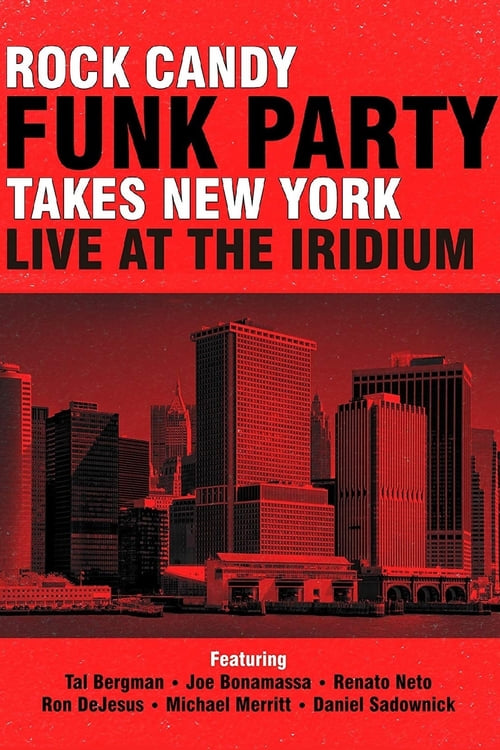 ROCK CANDY
FUNK PARTY
TAKES NEW YORK
LIVE AT THE IRIDIUM
Featuring
Tal Bergman • Joe Bonamassa • Renato Neto
Ron DeJesus • Michael Merritt • Daniel Sadownick